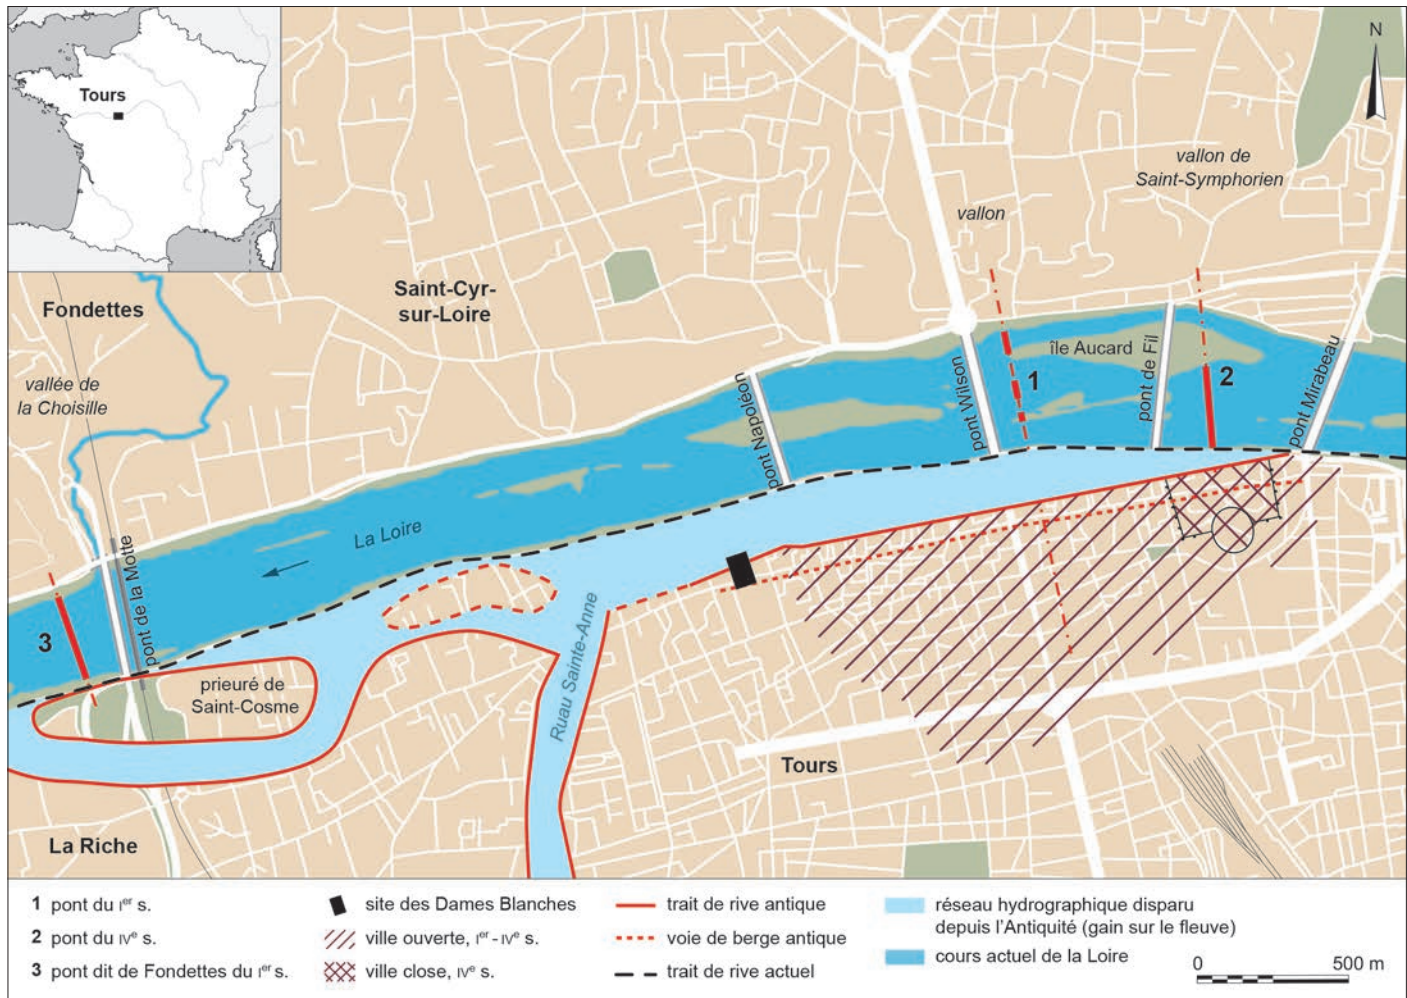 Tours
N
vallon de
Saint-Symphorien
vallon
Fondettes
Saint-Cyr-
sur-Loire
vallée de
la Choisille
île Aucard
pont de Fil
1
2
pont Mirabeau
pont Wilson
pont Napoléon
La Loire
pont de la Motte
3
prieuré de
Saint-Cosme
Ruau Sainte-Anne
Tours
La Riche
1 pont du Ier s.
2 pont du IVe s.
3 pont dit de Fondettes du Ier s.
site des Dames Blanches
ville ouverte, Ier - IVe s.
ville close, IVe s.
trait de rive antique
voie de berge antique
trait de rive actuel
réseau hydrographique disparu
depuis l'Antiquité (gain sur le fleuve)
cours actuel de la Loire
0 500 m